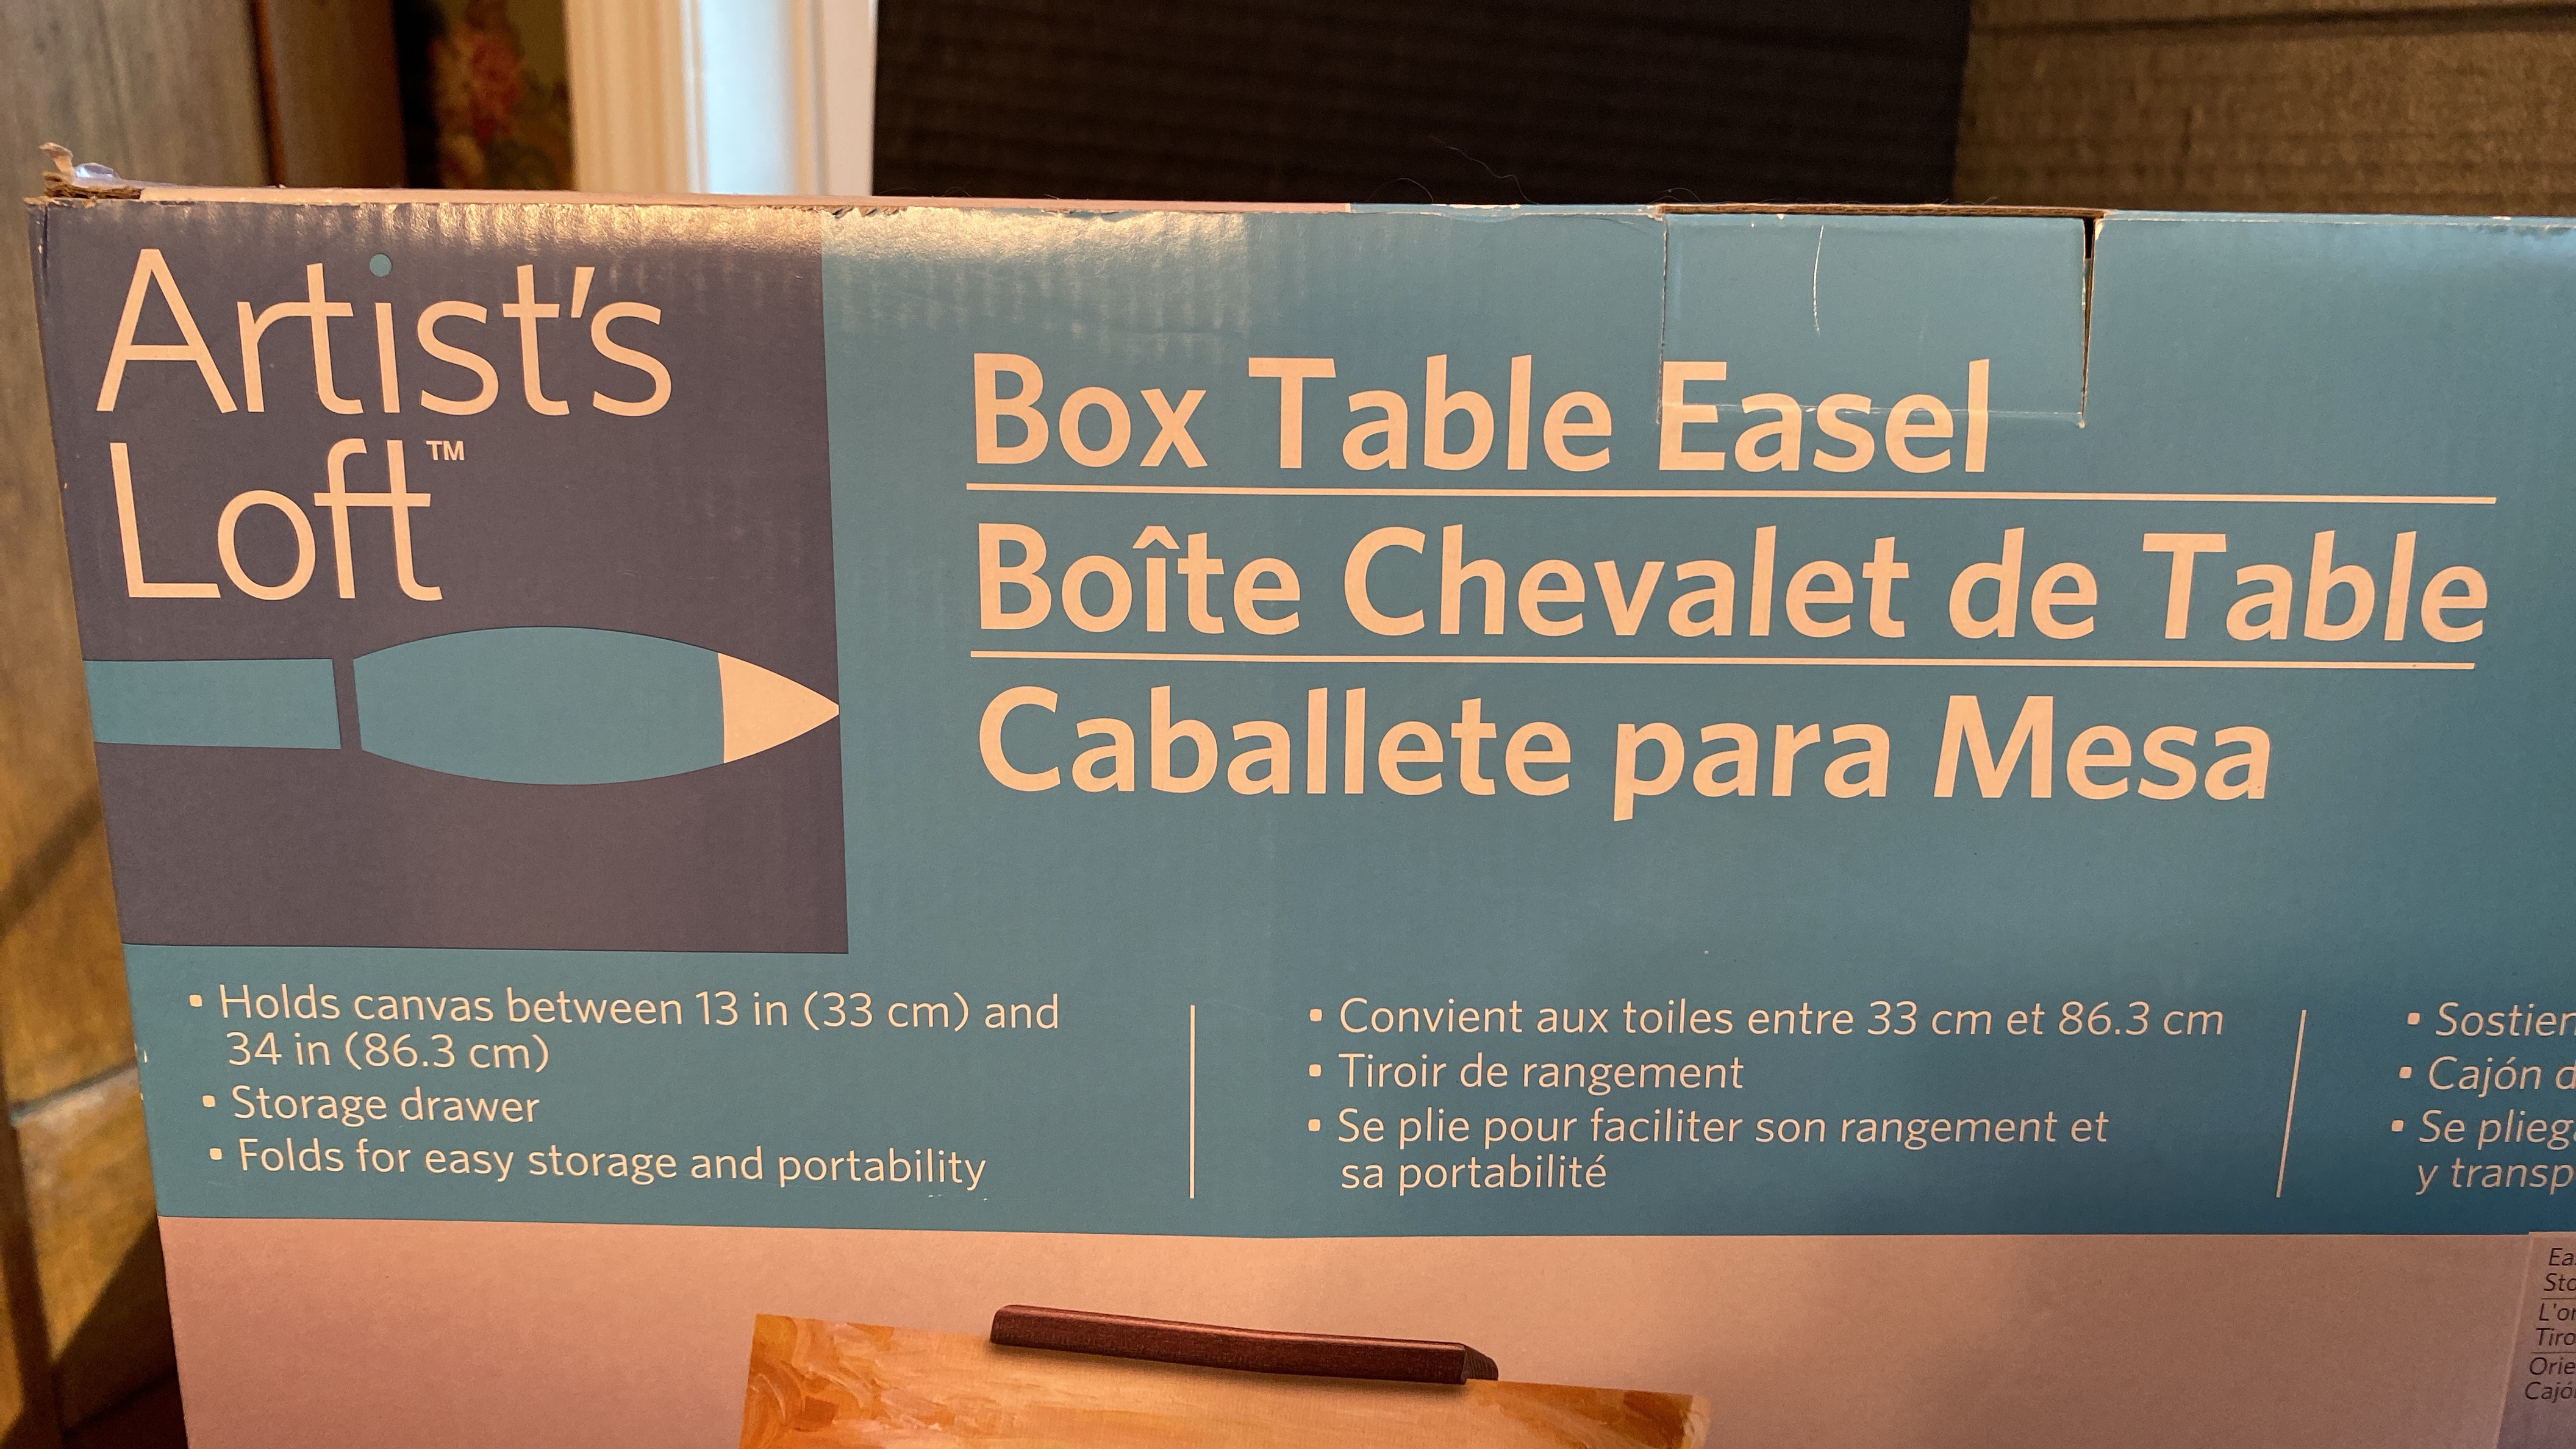 Artist's
Loft™
Box Table Easel
Boîte Chevalet de Table
Caballete para Mesa
• Holds canvas between 13 in (33 cm) and
34 in (86.3 cm)
• Storage drawer
• Folds for easy storage and portability
• Convient aux toiles entre 33 cm et 86.3 cm
• Tiroir de rangement
• Se plie pour faciliter son rangement et
sa portabilité
• Cajón
• Se
y